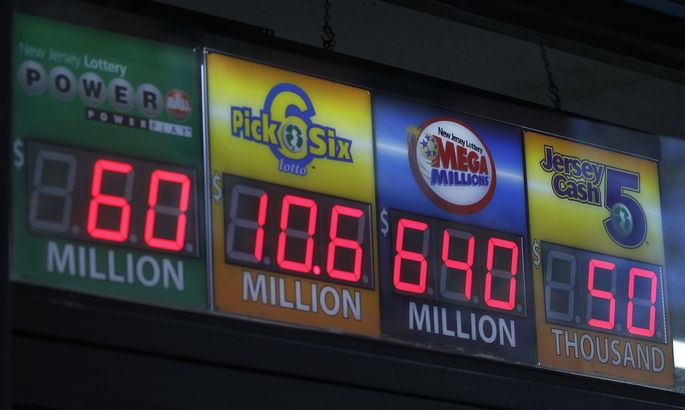 New Jersey Lottery
POWER
POWER PLAY
$ 60
MILLION
Pick 6 Six
lotto
$ 10.6
MILLION
New Jersey Lottery
MEGA
MILLIONS
$ 640
MILLION
Jersey
Cash 5
$ 50
THOUSAND